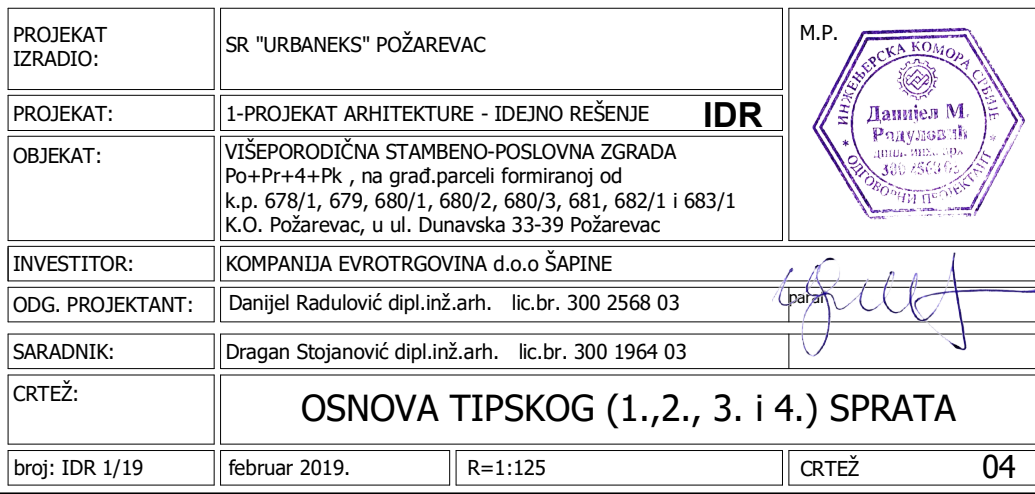 PROJEKAT
IZRADIO:
SR "URBANEKS" POŽAREVAC
M.P.
ИНЖЕЊЕРСКА КОМОРА СРБИЈЕ
Данијел М.
Радуловић
ОДГОВОРНИ ПРОЈЕКТАНТ
PROJEKAT:
1-PROJEKAT ARHITEKTURE - IDEJNO REŠENJE IDR
OBJEKAT:
VIŠEPORODIČNA STAMBENO-POSLOVNA ZGRADA
Po+Pr+4+Pk , na građ.parceli formiranoj od
k.p. 678/1, 679, 680/1, 680/2, 680/3, 681, 682/1 i 683/1
K.O. Požarevac, u ul. Dunavska 33-39 Požarevac
INVESTITOR:
KOMPANIJA EVROTRGOVINA d.o.o ŠAPINE
ODG. PROJEKTANT:
Danijel Radulović dipl.inž.arh. lic.br. 300 2568 03
paraf
SARADNIK:
Dragan Stojanović dipl.inž.arh. lic.br. 300 1964 03
CRTEŽ:
OSNOVA TIPSKOG (1.,2., 3. i 4.) SPRATA
broj: IDR 1/19
februar 2019.
R=1:125
CRTEŽ 04